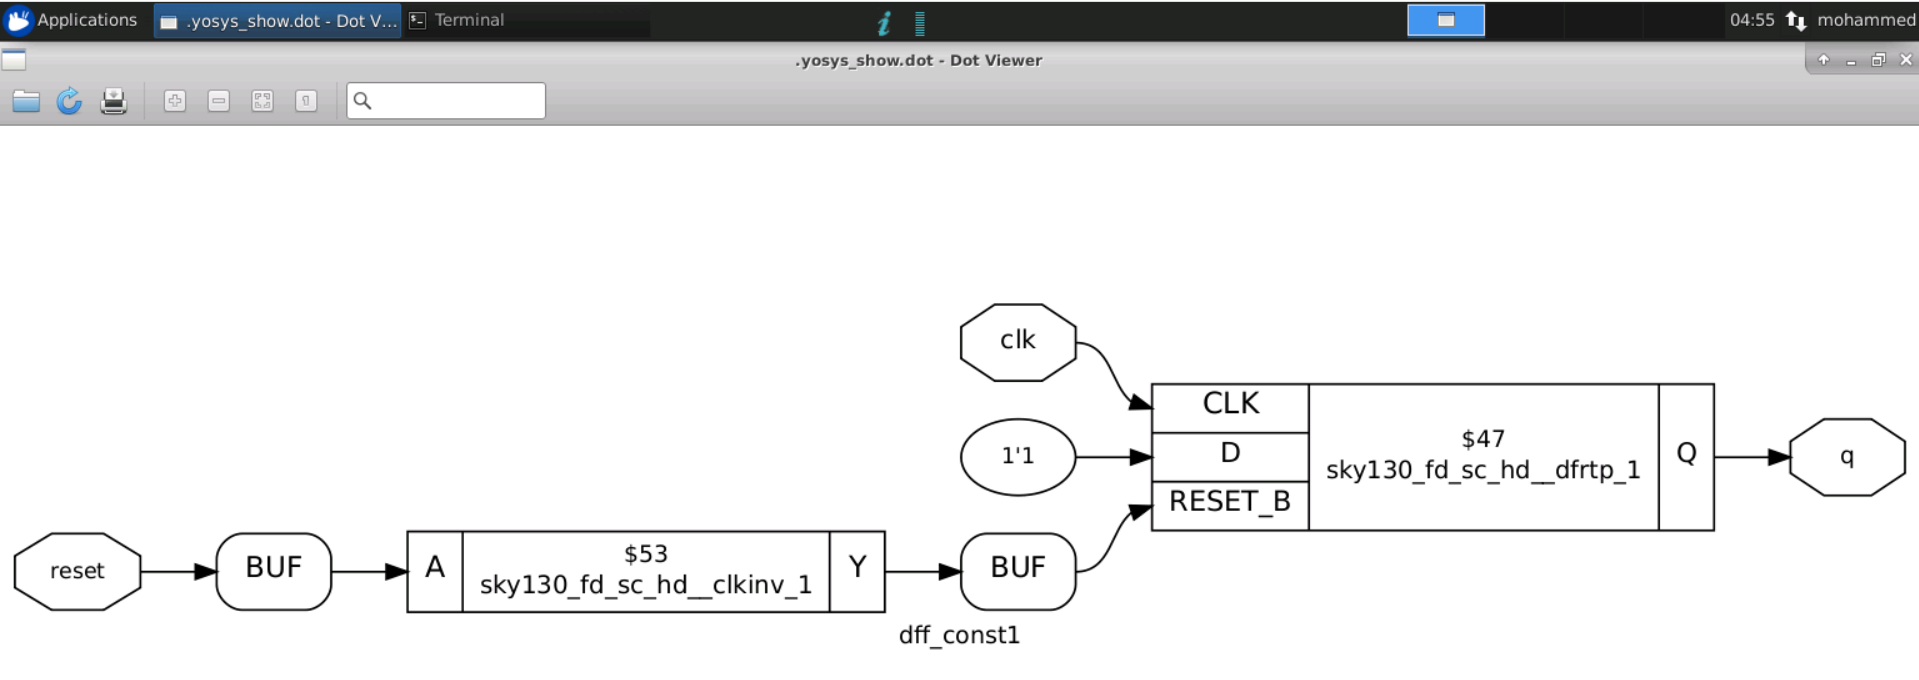 Applications
.yosys_show.dot - Dot V...
Terminal
04:55
mohammed
.yosys_show.dot - Dot Viewer
clk
CLK
1'1
D
$47
sky130_fd_sc_hd__dfrtp_1
Q
q
RESET_B
reset
BUF
A
$53
sky130_fd_sc_hd__clkinv_1
Y
BUF
dff_const1